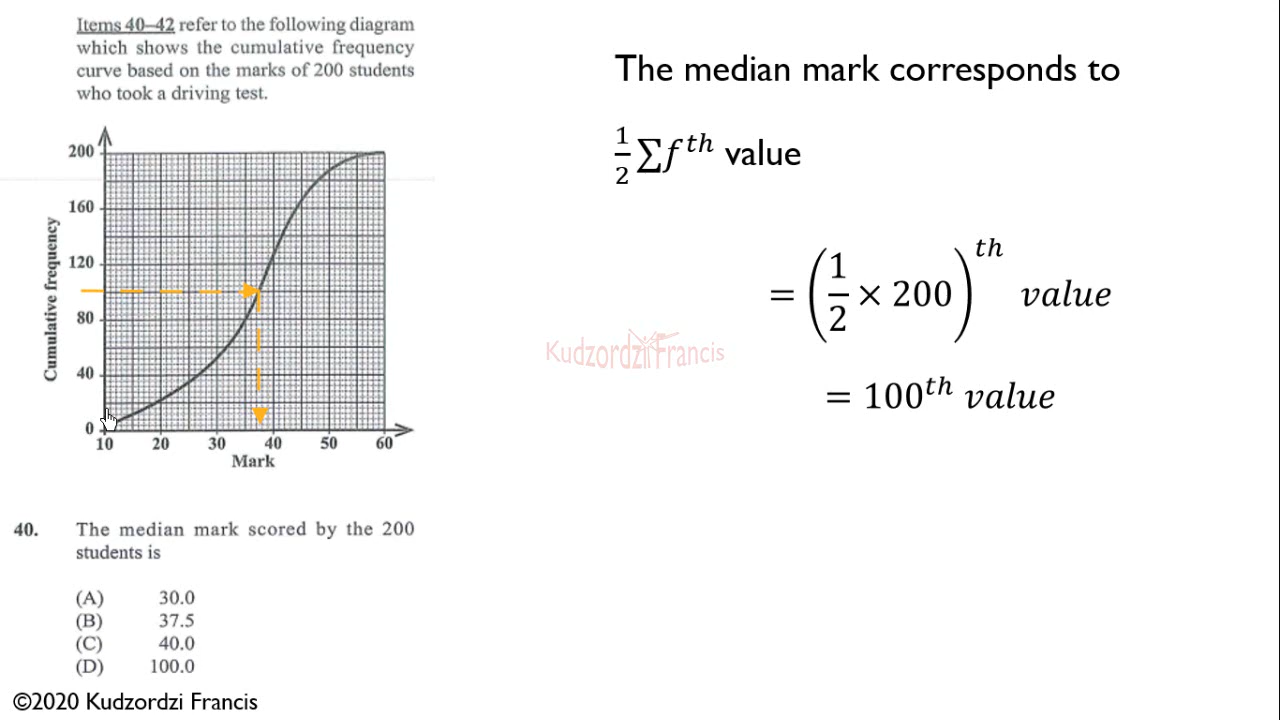 Items 40–42 refer to the following diagram
which shows the cumulative frequency
curve based on the marks of 200 students
who took a driving test.
200
160
120
80
40
0
Cumulative frequency
10 20 30 40 50 60
Mark
40. The median mark scored by the 200
students is
(A) 30.0
(B) 37.5
(C) 40.0
(D) 100.0
©2020 Kudzordzi Francis
The median mark corresponds to
½∑fᵗʰ value
= (½ × 200)ᵗʰ value
= 100ᵗʰ value
Kudzordzi Francis